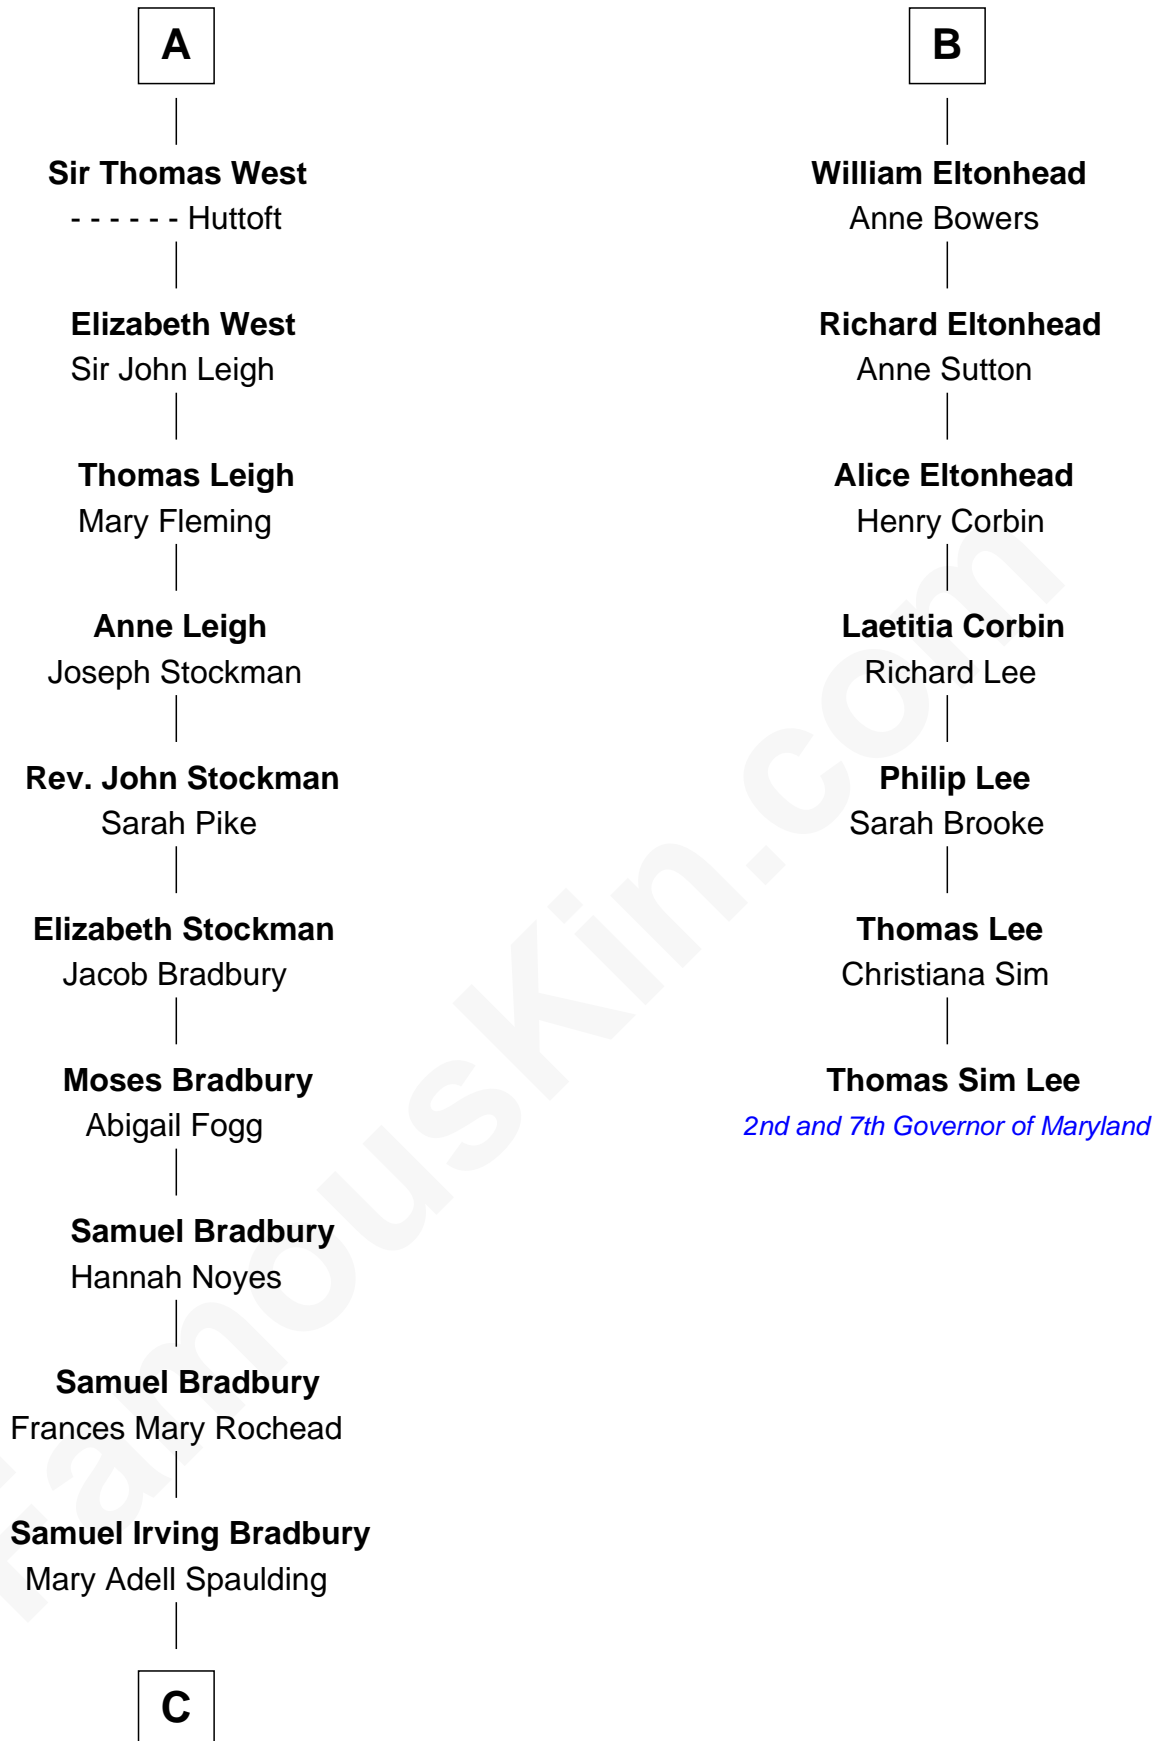 A
Sir Thomas West
- - - - - - Huttoft
Elizabeth West
Sir John Leigh
Thomas Leigh
Mary Fleming
Anne Leigh
Joseph Stockman
Rev. John Stockman
Sarah Pike
Elizabeth Stockman
Jacob Bradbury
Moses Bradbury
Abigail Fogg
Samuel Bradbury
Hannah Noyes
Samuel Bradbury
Frances Mary Rochead
Samuel Irving Bradbury
Mary Adell Spaulding
C
B
William Eltonhead
Anne Bowers
Richard Eltonhead
Anne Sutton
Alice Eltonhead
Henry Corbin
Laetitia Corbin
Richard Lee
Philip Lee
Sarah Brooke
Thomas Lee
Christiana Sim
Thomas Sim Lee
2nd and 7th Governor of Maryland
FamousKin.com